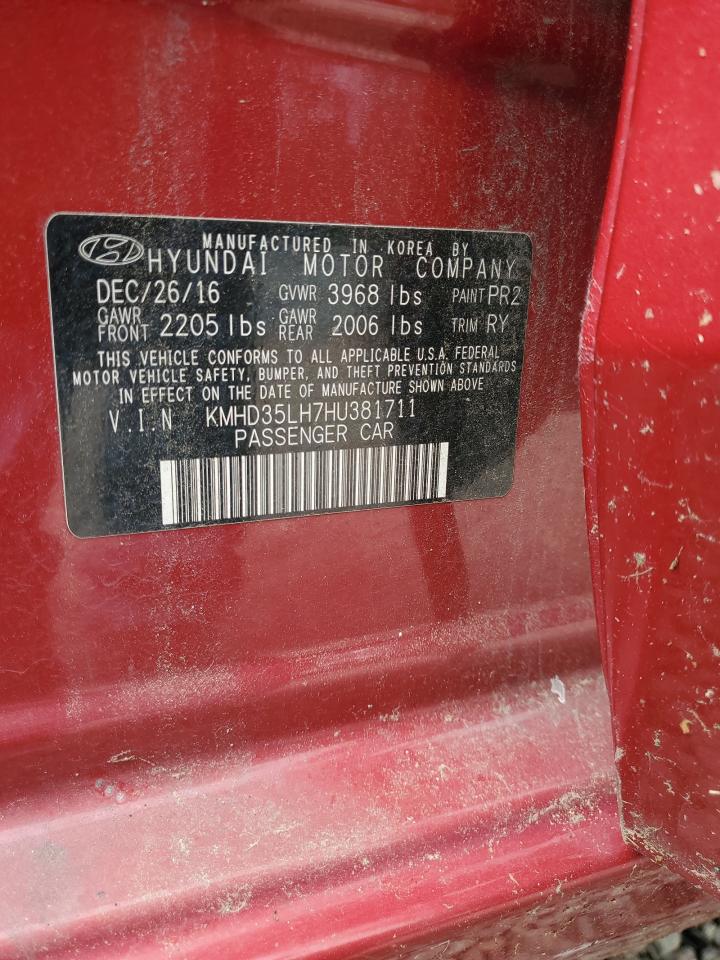 MANUFACTURED IN KOREA BY
HYUNDAI MOTOR COMPANY
DEC/26/16 GVWR 3968 lbs PAINT PR2
GAWR FRONT 2205 lbs GAWR REAR 2006 lbs TRIM RY
THIS VEHICLE CONFORMS TO ALL APPLICABLE U.S.A. FEDERAL
MOTOR VEHICLE SAFETY, BUMPER, AND THEFT PREVENTION STANDARDS
IN EFFECT ON THE DATE OF MANUFACTURE SHOWN ABOVE
V.I.N KMHD35LH7HU381711
PASSENGER CAR